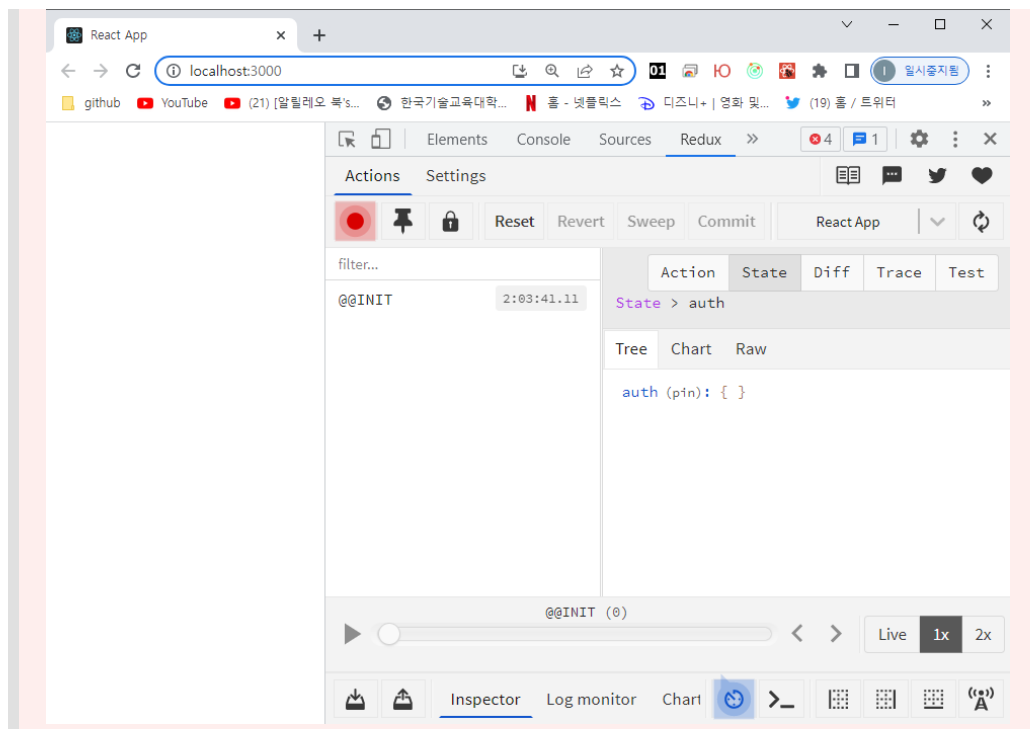 React App
localhost:3000
01
Ю
I 일시중지됨
github YouTube (21) [알릴레오 북's... 한국기술교육대학... 홈 - 넷플릭스 디즈니+ | 영화 및... (19) 홈 / 트위터 »
Elements Console Sources Redux » 4 1
Actions Settings
Reset Revert Sweep Commit React App
filter...
Action State Diff Trace Test
@@INIT 2:03:41.11
State > auth
Tree Chart Raw
auth (pin): { }
@@INIT (0)
Live 1x 2x
Inspector Log monitor Chart